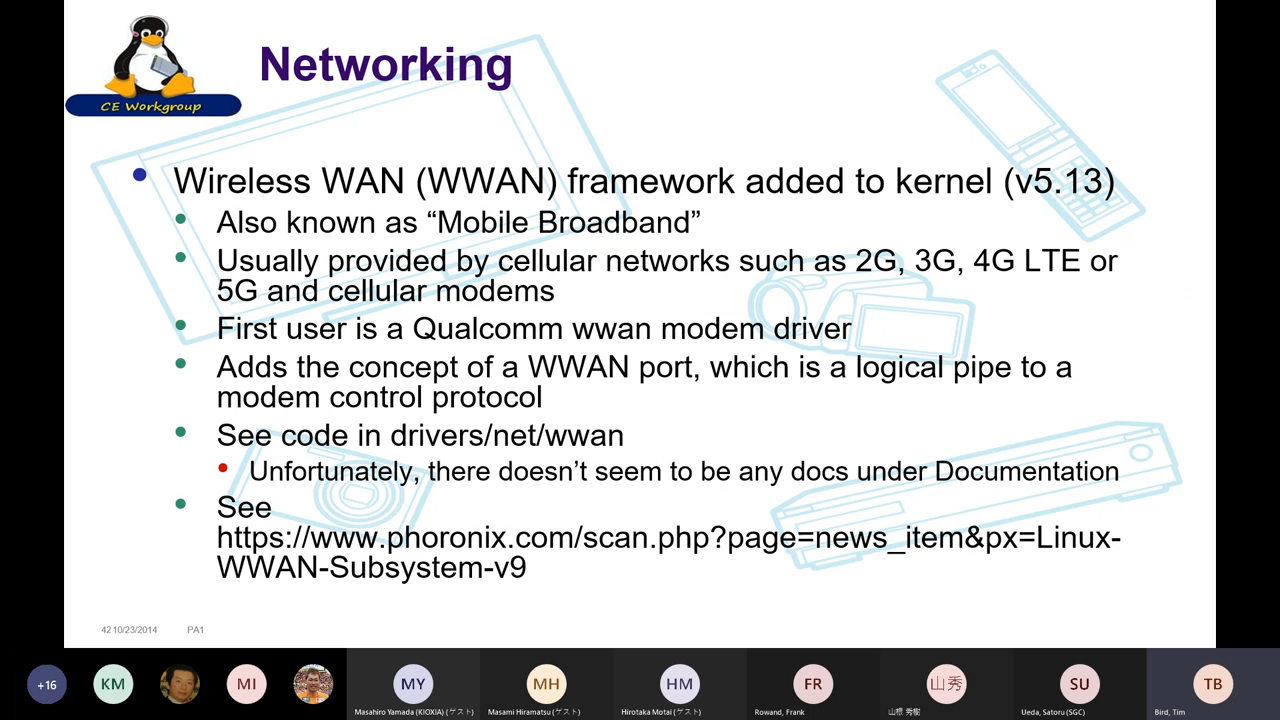 CE Workgroup
Networking
Wireless WAN (WWAN) framework added to kernel (v5.13)
Also known as “Mobile Broadband”
Usually provided by cellular networks such as 2G, 3G, 4G LTE or
5G and cellular modems
First user is a Qualcomm wwan modem driver
Adds the concept of a WWAN port, which is a logical pipe to a
modem control protocol
See code in drivers/net/wwan
Unfortunately, there doesn’t seem to be any docs under Documentation
See
https://www.phoronix.com/scan.php?page=news_item&px=Linux-
WWAN-Subsystem-v9
42 10/23/2014 PA1
+16 KM MI MY MH HM FR 山秀 SU TB
Masahiro Yamada (KIOXIA) (ゲスト) Masami Hiramatsu (ゲスト) Hirotaka Motai (ゲスト) Rowand, Frank 山根 秀樹 Ueda, Satoru (SGC) Bird, Tim